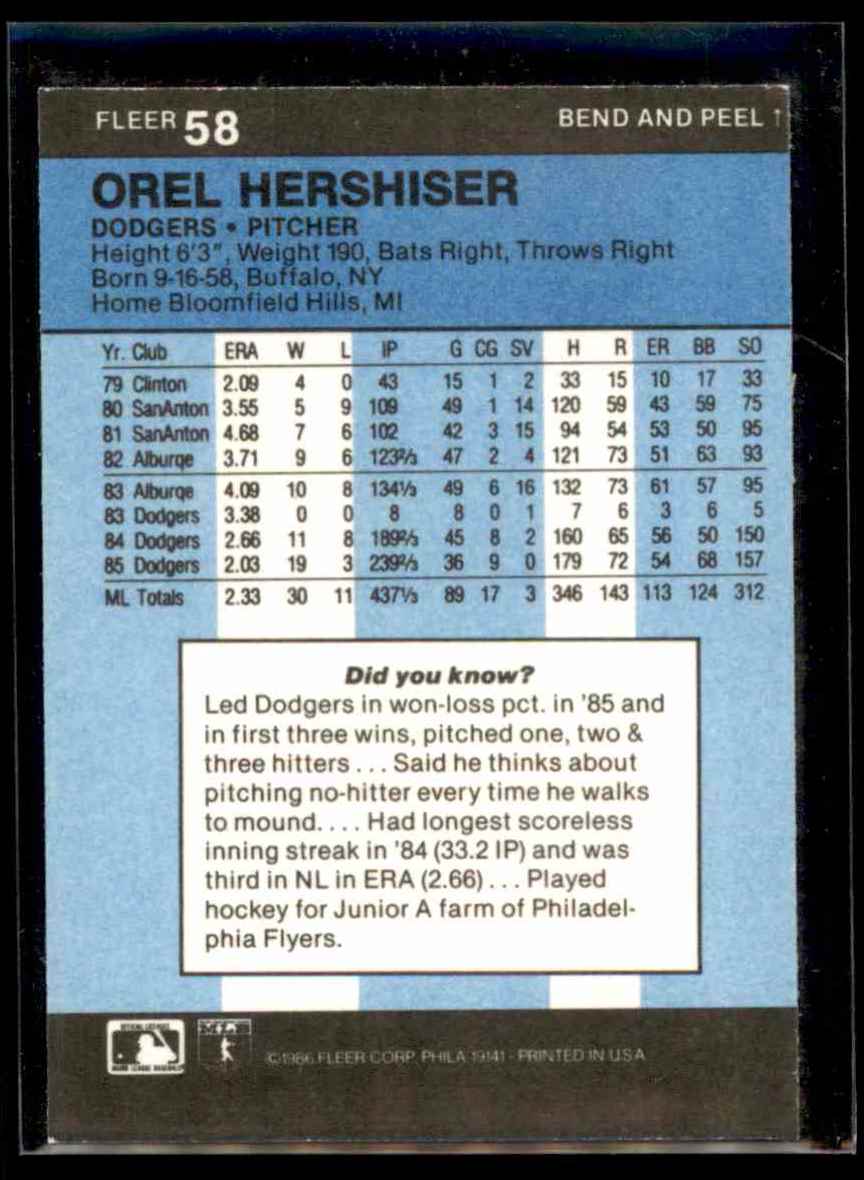 FLEER 58 BEND AND PEEL ↑
OREL HERSHISER
DODGERS • PITCHER
Height 6'3", Weight 190, Bats Right, Throws Right
Born 9-16-58, Buffalo, NY
Home Bloomfield Hills, MI
Yr. Club ERA W L IP G CG SV H R ER BB SO
79 Clinton 2.09 4 0 43 15 1 2 33 15 10 17 33
80 SanAnton 3.55 5 9 109 49 1 14 120 59 43 59 75
81 SanAnton 4.68 7 6 102 42 3 15 94 54 53 50 95
82 Alburqe 3.71 9 6 123⅔ 47 2 4 121 73 51 63 93
83 Alburqe 4.09 10 8 134⅓ 49 6 16 132 73 61 57 95
83 Dodgers 3.38 0 0 8 8 0 1 7 6 3 6 5
84 Dodgers 2.66 11 8 189⅔ 45 8 2 160 65 56 50 150
85 Dodgers 2.03 19 3 239⅔ 36 9 0 179 72 54 68 157
ML Totals 2.33 30 11 437⅓ 89 17 3 346 143 113 124 312
Did you know?
Led Dodgers in won-loss pct. in '85 and
in first three wins, pitched one, two &
three hitters . . . Said he thinks about
pitching no-hitter every time he walks
to mound. . . . Had longest scoreless
inning streak in '84 (33.2 IP) and was
third in NL in ERA (2.66) . . . Played
hockey for Junior A farm of Philadel-
phia Flyers.
©1986 FLEER CORP. PHILA 19141 - PRINTED IN U.S.A.